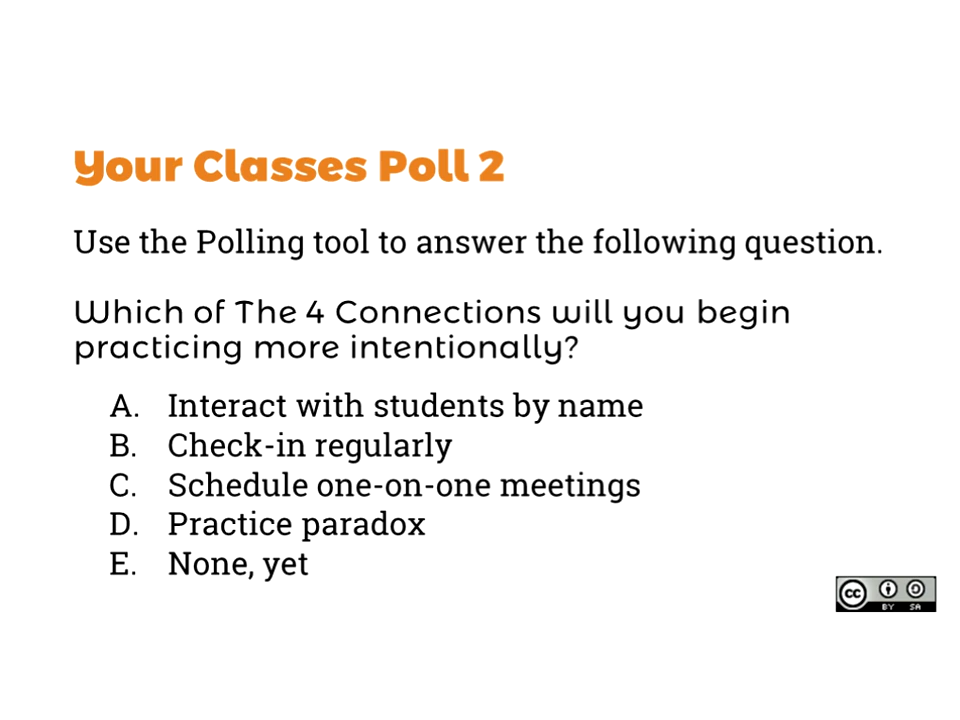 Your Classes Poll 2
Use the Polling tool to answer the following question.
Which of The 4 Connections will you begin
practicing more intentionally?
A. Interact with students by name
B. Check-in regularly
C. Schedule one-on-one meetings
D. Practice paradox
E. None, yet
cc BY SA